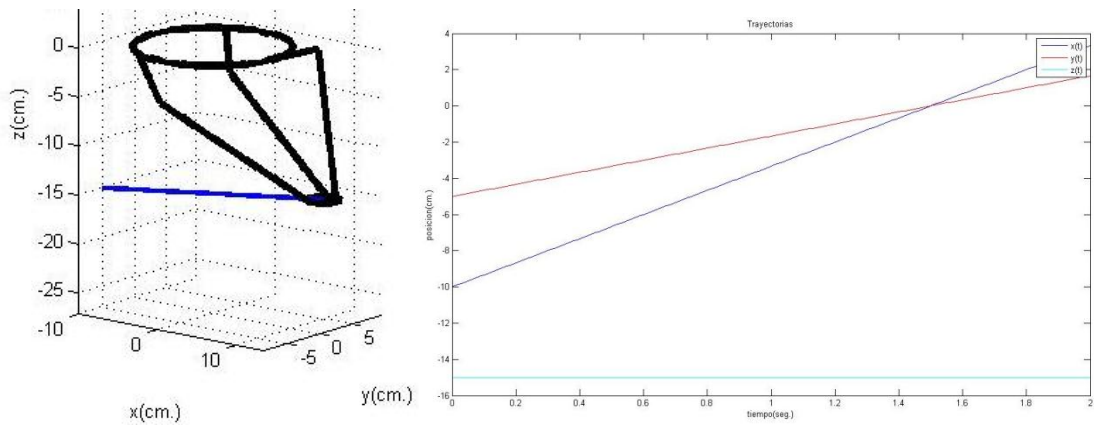 0
-5
-10
-15
-20
-25
z(cm.)
-10
0
10
x(cm.)
-5
0
5
y(cm.)
Trayectorias
4
2
0
-2
-4
-6
-8
-10
-12
-14
-16
posicion(cm.)
x(t)
y(t)
z(t)
0 0.2 0.4 0.6 0.8 1 1.2 1.4 1.6 1.8 2
tiempo(seg.)